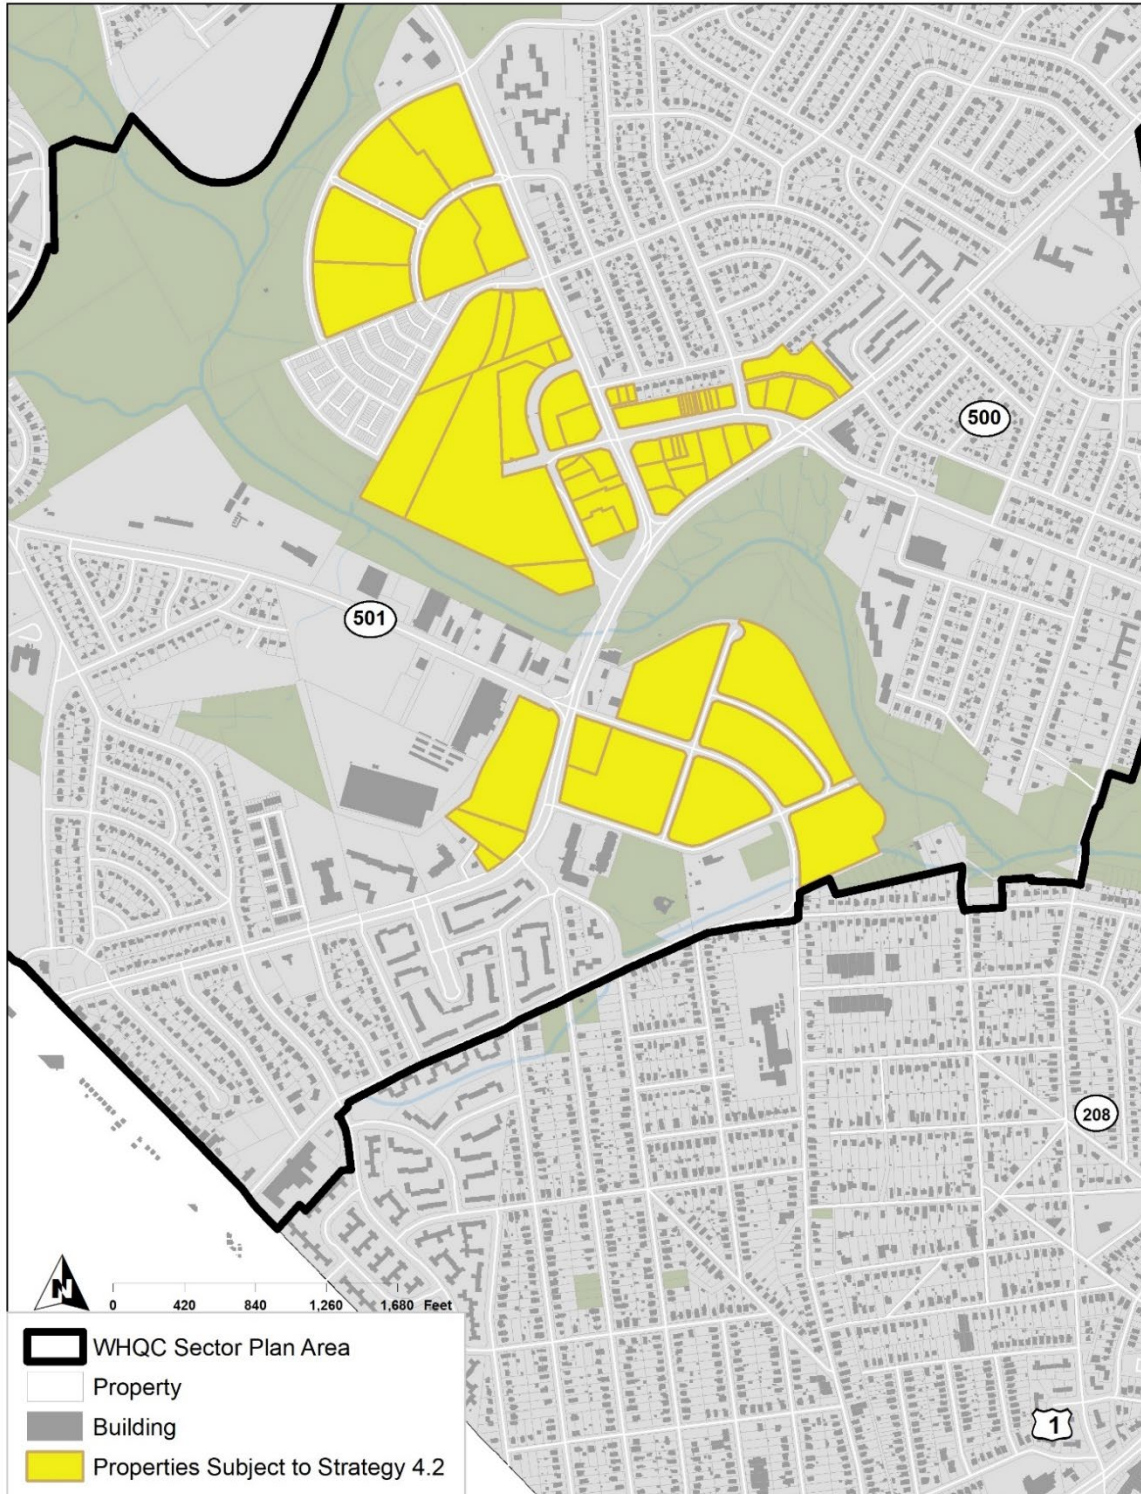 500
501
208
N
0 420 840 1,260 1,680 Feet
WHQC Sector Plan Area
Property
Building
Properties Subject to Strategy 4.2
1